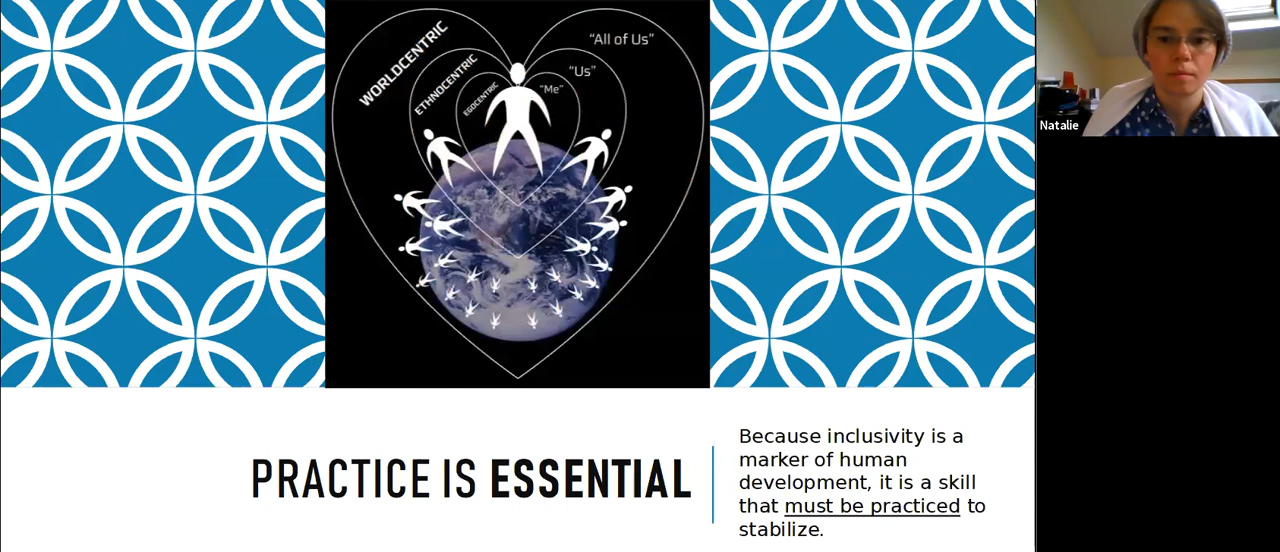 WORLDCENTRIC
"All of Us"
ETHNOCENTRIC
"Us"
EGOCENTRIC
"Me"
Natalie
PRACTICE IS ESSENTIAL
Because inclusivity is a
marker of human
development, it is a skill
that must be practiced to
stabilize.